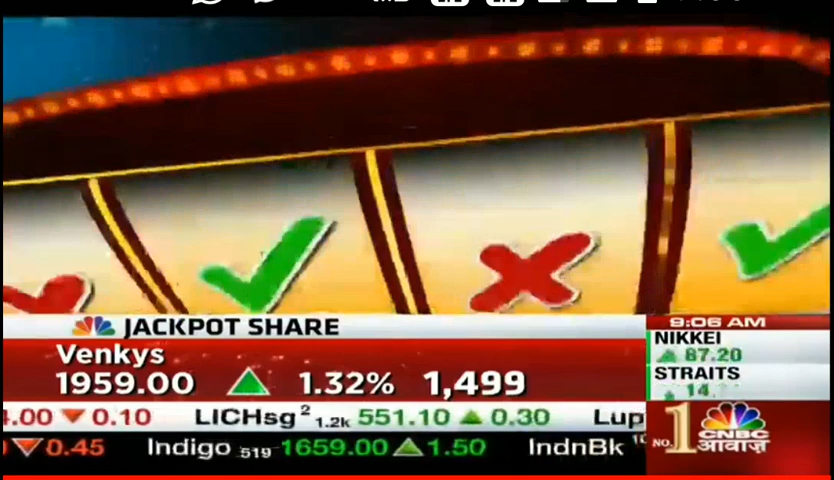 JACKPOT SHARE
Venkys
1959.00 1.32% 1,499
9:06 AM
NIKKEI
87.20
STRAITS
14.
.00 0.10 LICHsg² 1.2k 551.10 0.30 Lup
0.45 Indigo 519 1659.00 1.50 IndnBk
NO.1 CNBC
आवाज़